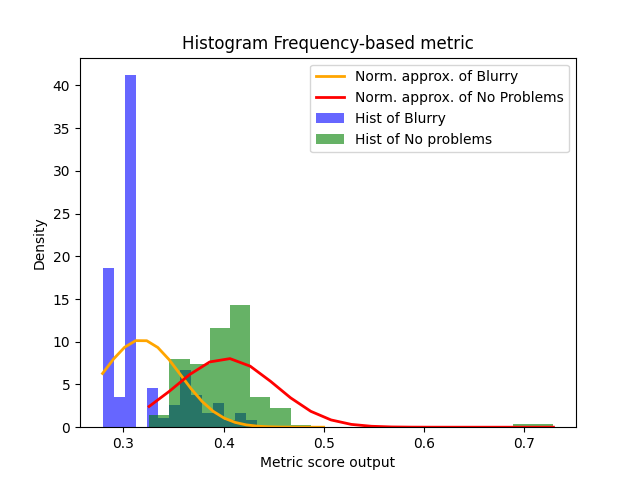 Histogram Frequency-based metric
Norm. approx. of Blurry
Norm. approx. of No Problems
Hist of Blurry
Hist of No problems
Density
40
35
30
25
20
15
10
5
0
0.3 0.4 0.5 0.6 0.7
Metric score output